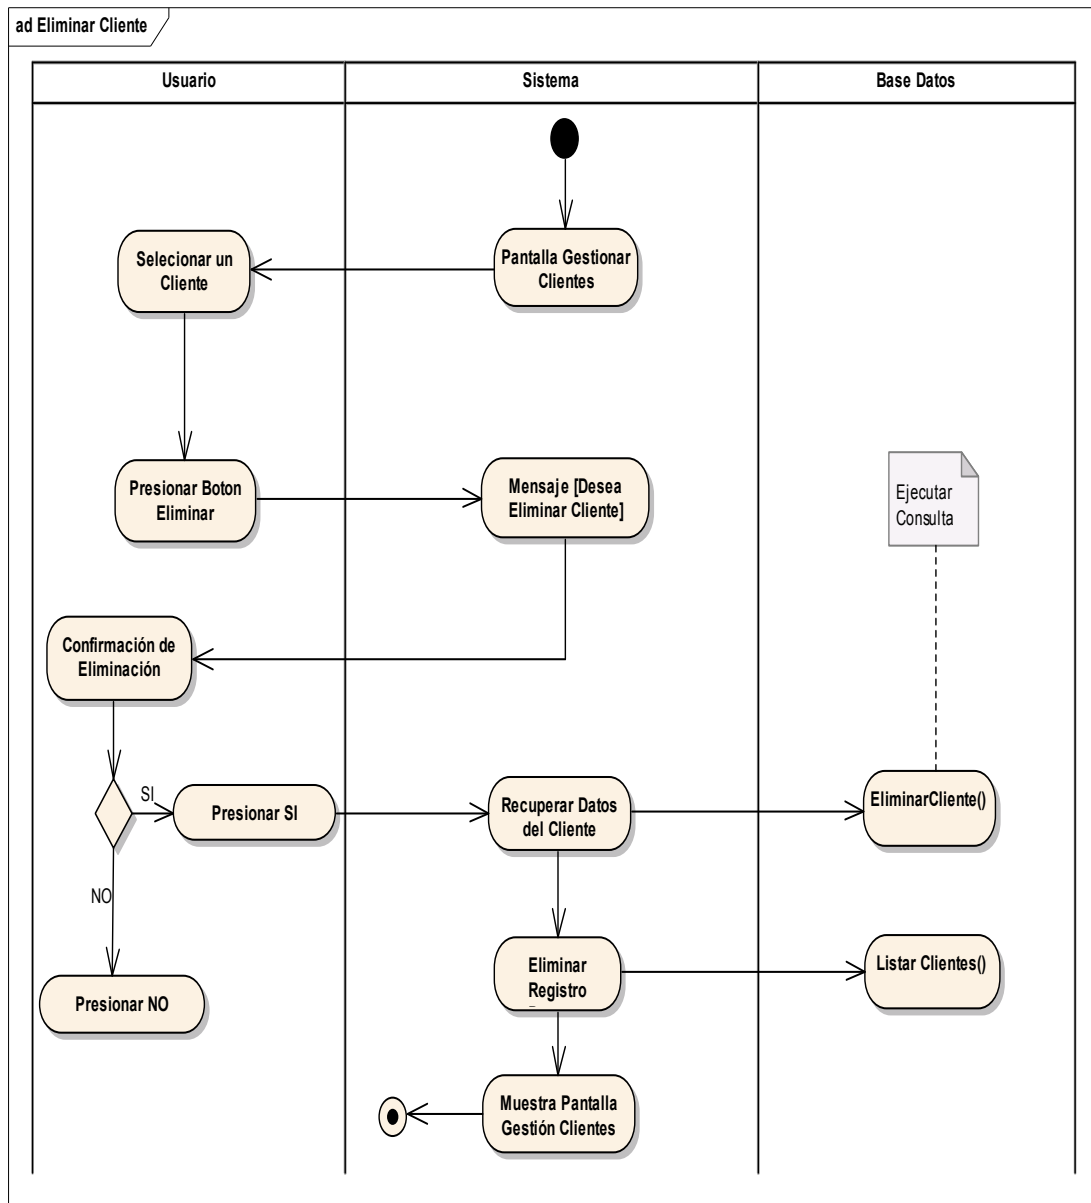 ad Eliminar Cliente
Usuario
Sistema
Base Datos
Pantalla Gestionar
Clientes
Selecionar un
Cliente
Presionar Boton
Eliminar
Mensaje [Desea
Eliminar Cliente]
Ejecutar
Consulta
Confirmación de
Eliminación
SI
Presionar SI
Recuperar Datos
del Cliente
EliminarCliente()
NO
Eliminar
Registro
Listar Clientes()
Presionar NO
Muestra Pantalla
Gestión Clientes